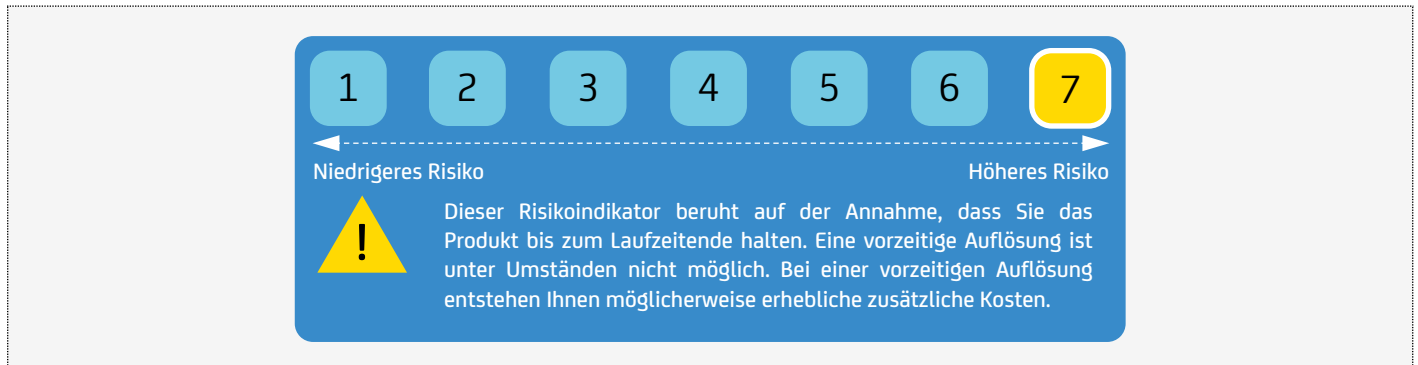 1 2 3 4 5 6 7
Niedrigeres Risiko Höheres Risiko
!
Dieser Risikoindikator beruht auf der Annahme, dass Sie das
Produkt bis zum Laufzeitende halten. Eine vorzeitige Auflösung ist
unter Umständen nicht möglich. Bei einer vorzeitigen Auflösung
entstehen Ihnen möglicherweise erhebliche zusätzliche Kosten.